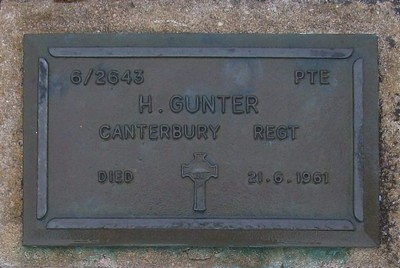 6/2643 PTE
H. GUNTER
CANTERBURY REGT
DIED 21.6.1961